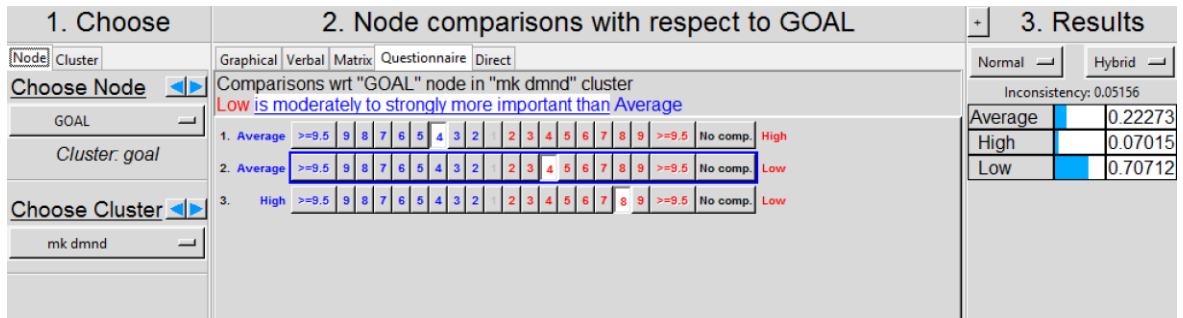 1. Choose
2. Node comparisons with respect to GOAL
+ 3. Results
Node Cluster
Graphical Verbal Matrix Questionnaire Direct
Normal Hybrid
Choose Node
Comparisons wrt "GOAL" node in "mk dmnd" cluster
Low is moderately to strongly more important than Average
Inconsistency: 0.05156
GOAL
Cluster: goal
1. Average >=9.5 9 8 7 6 5 4 3 2 1 2 3 4 5 6 7 8 9 >=9.5 No comp. High
2. Average >=9.5 9 8 7 6 5 4 3 2 1 2 3 4 5 6 7 8 9 >=9.5 No comp. Low
3. High >=9.5 9 8 7 6 5 4 3 2 1 2 3 4 5 6 7 8 9 >=9.5 No comp. Low
Average 0.22273
High 0.07015
Low 0.70712
Choose Cluster
mk dmnd